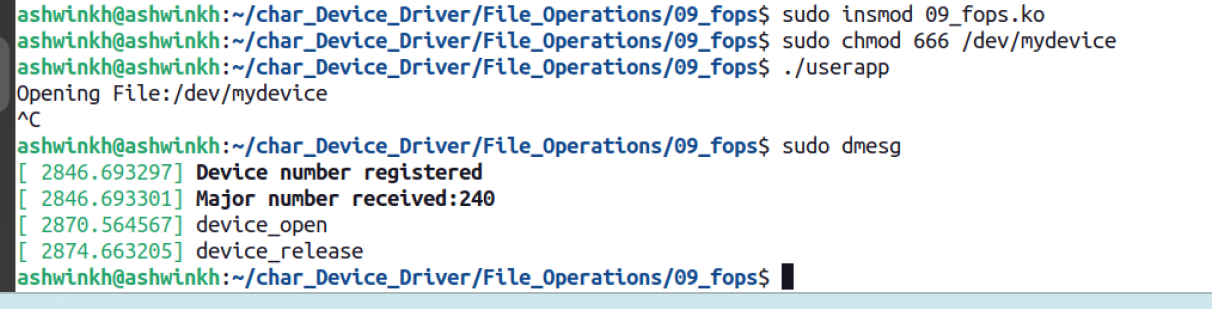 ashwinkh@ashwinkh:~/char_Device_Driver/File_Operations/09_fops$ sudo insmod 09_fops.ko
ashwinkh@ashwinkh:~/char_Device_Driver/File_Operations/09_fops$ sudo chmod 666 /dev/mydevice
ashwinkh@ashwinkh:~/char_Device_Driver/File_Operations/09_fops$ ./userapp
Opening File:/dev/mydevice
^C
ashwinkh@ashwinkh:~/char_Device_Driver/File_Operations/09_fops$ sudo dmesg
[ 2846.693297] Device number registered
[ 2846.693301] Major number received:240
[ 2870.564567] device_open
[ 2874.663205] device_release
ashwinkh@ashwinkh:~/char_Device_Driver/File_Operations/09_fops$